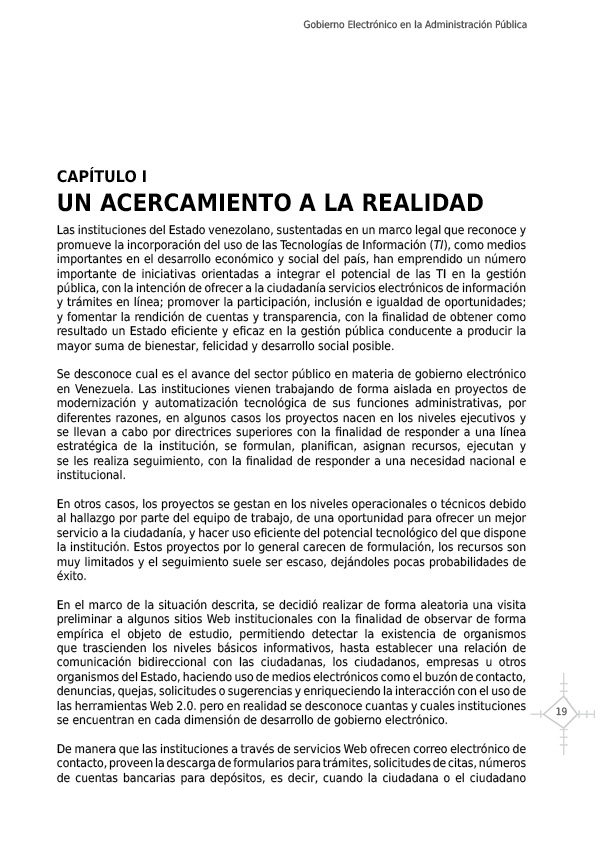 Gobierno Electrónico en la Administración Pública
CAPÍTULO I
UN ACERCAMIENTO A LA REALIDAD
Las instituciones del Estado venezolano, sustentadas en un marco legal que reconoce y
promueve la incorporación del uso de las Tecnologías de Información (TI), como medios
importantes en el desarrollo económico y social del país, han emprendido un número
importante de iniciativas orientadas a integrar el potencial de las TI en la gestión
pública, con la intención de ofrecer a la ciudadanía servicios electrónicos de información
y trámites en línea; promover la participación, inclusión e igualdad de oportunidades;
y fomentar la rendición de cuentas y transparencia, con la finalidad de obtener como
resultado un Estado eficiente y eficaz en la gestión pública conducente a producir la
mayor suma de bienestar, felicidad y desarrollo social posible.
Se desconoce cual es el avance del sector público en materia de gobierno electrónico
en Venezuela. Las instituciones vienen trabajando de forma aislada en proyectos de
modernización y automatización tecnológica de sus funciones administrativas, por
diferentes razones, en algunos casos los proyectos nacen en los niveles ejecutivos y
se llevan a cabo por directrices superiores con la finalidad de responder a una línea
estratégica de la institución, se formulan, planifican, asignan recursos, ejecutan y
se les realiza seguimiento, con la finalidad de responder a una necesidad nacional e
institucional.
En otros casos, los proyectos se gestan en los niveles operacionales o técnicos debido
al hallazgo por parte del equipo de trabajo, de una oportunidad para ofrecer un mejor
servicio a la ciudadanía, y hacer uso eficiente del potencial tecnológico del que dispone
la institución. Estos proyectos por lo general carecen de formulación, los recursos son
muy limitados y el seguimiento suele ser escaso, dejándoles pocas probabilidades de
éxito.
En el marco de la situación descrita, se decidió realizar de forma aleatoria una visita
preliminar a algunos sitios Web institucionales con la finalidad de observar de forma
empírica el objeto de estudio, permitiendo detectar la existencia de organismos
que trascienden los niveles básicos informativos, hasta establecer una relación de
comunicación bidireccional con las ciudadanas, los ciudadanos, empresas u otros
organismos del Estado, haciendo uso de medios electrónicos como el buzón de contacto,
denuncias, quejas, solicitudes o sugerencias y enriqueciendo la interacción con el uso de
las herramientas Web 2.0. pero en realidad se desconoce cuantas y cuales instituciones
se encuentran en cada dimensión de desarrollo de gobierno electrónico.
19
De manera que las instituciones a través de servicios Web ofrecen correo electrónico de
contacto, proveen la descarga de formularios para trámites, solicitudes de citas, números
de cuentas bancarias para depósitos, es decir, cuando la ciudadana o el ciudadano